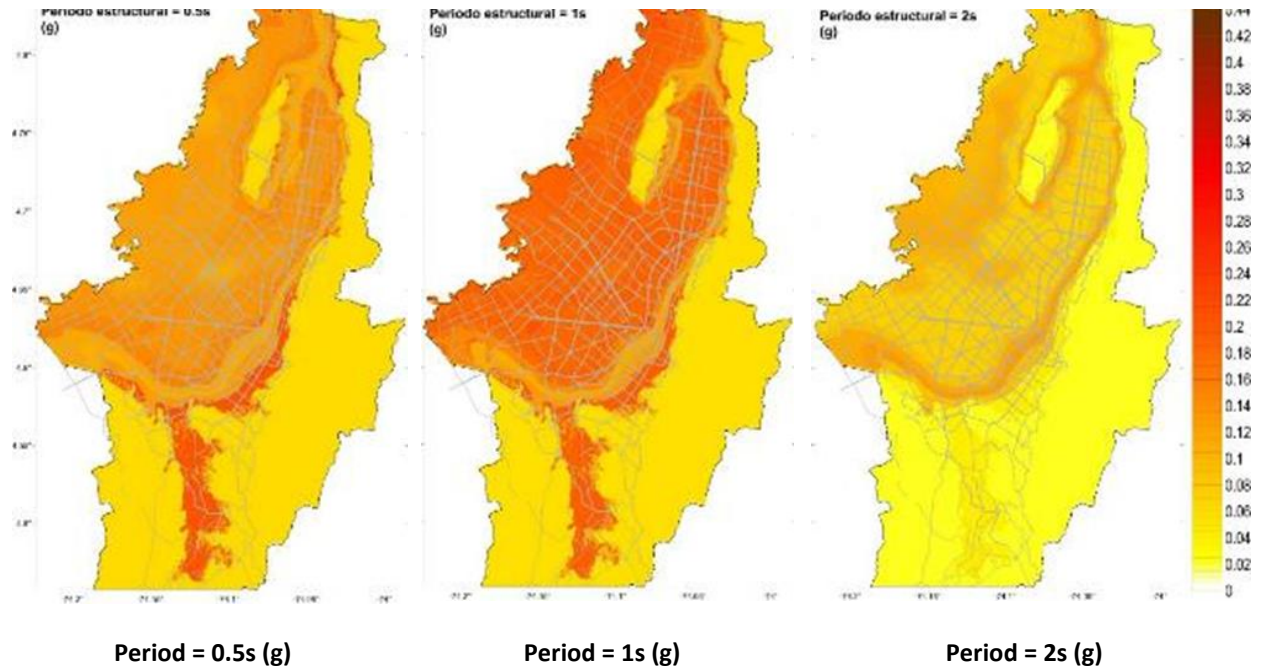 Periodo estructural = 0.5s
(g)
Periodo estructural = 1s
(g)
Periodo estructural = 2s
(g)
0.44
0.42
0.4
0.38
0.36
0.34
0.32
0.3
0.28
0.26
0.24
0.22
0.2
0.18
0.16
0.14
0.12
0.1
0.08
0.06
0.04
0.02
0
Period = 0.5s (g)
Period = 1s (g)
Period = 2s (g)